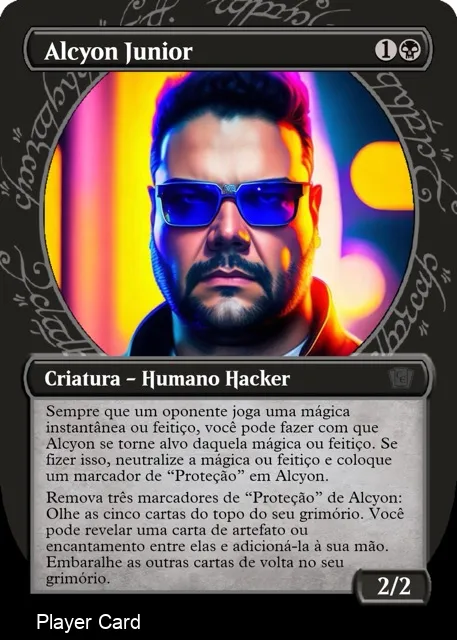 Alcyon Junior
1
Criatura – Humano Hacker
Sempre que um oponente joga uma mágica
instantânea ou feitiço, você pode fazer com que
Alcyon se torne alvo daquela mágica ou feitiço. Se
fizer isso, neutralize a mágica ou feitiço e coloque
um marcador de “Proteção” em Alcyon.
Remova três marcadores de “Proteção” de Alcyon:
Olhe as cinco cartas do topo do seu grimório. Você
pode revelar uma carta de artefato ou
encantamento entre elas e adicioná-la à sua mão.
Embaralhe as outras cartas de volta no seu
grimório.
2/2
Player Card